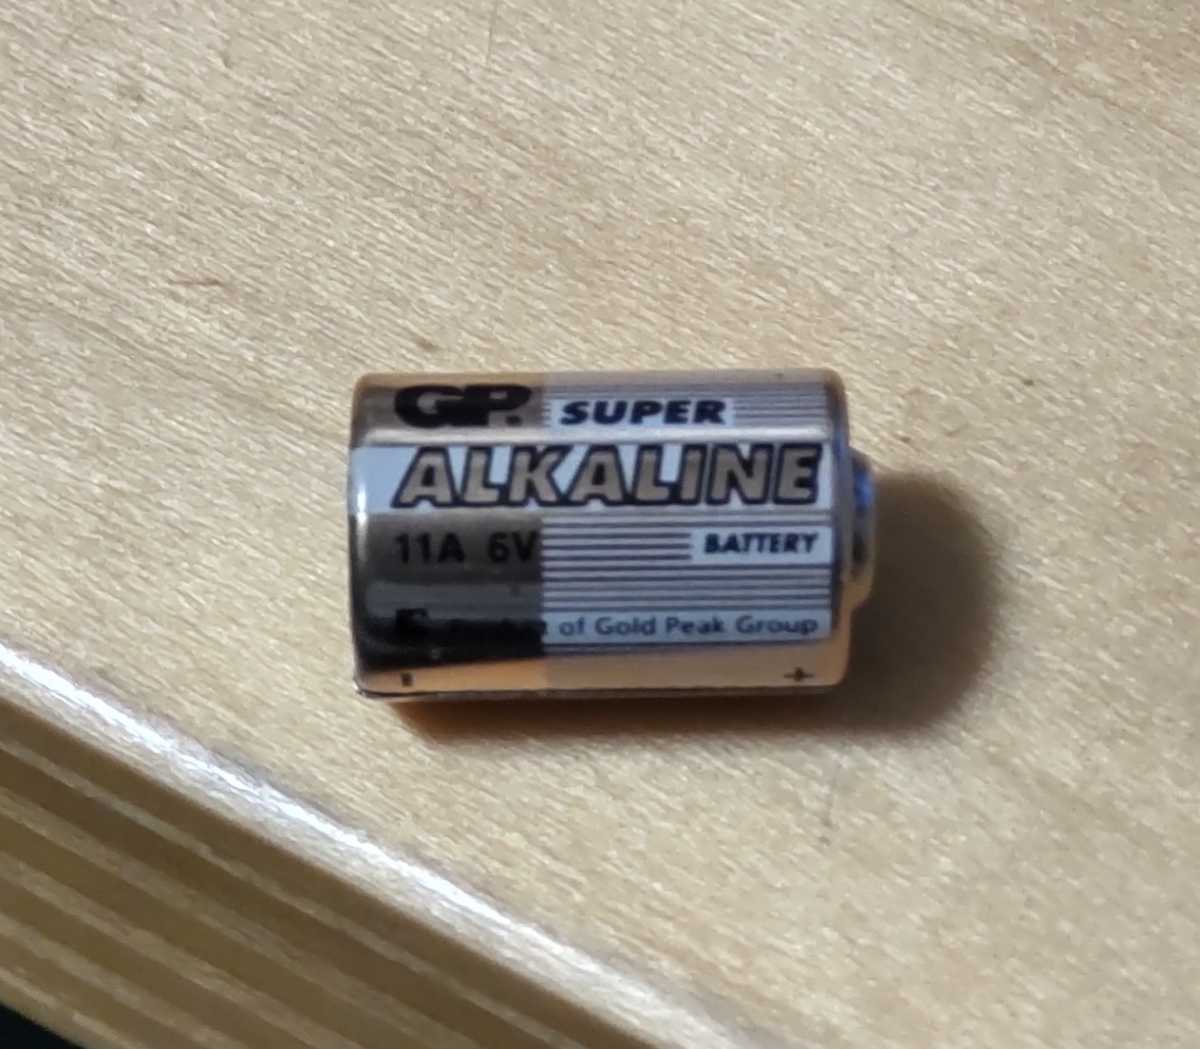 GP SUPER
ALKALINE
11A 6V BATTERY
of Gold Peak Group
- +